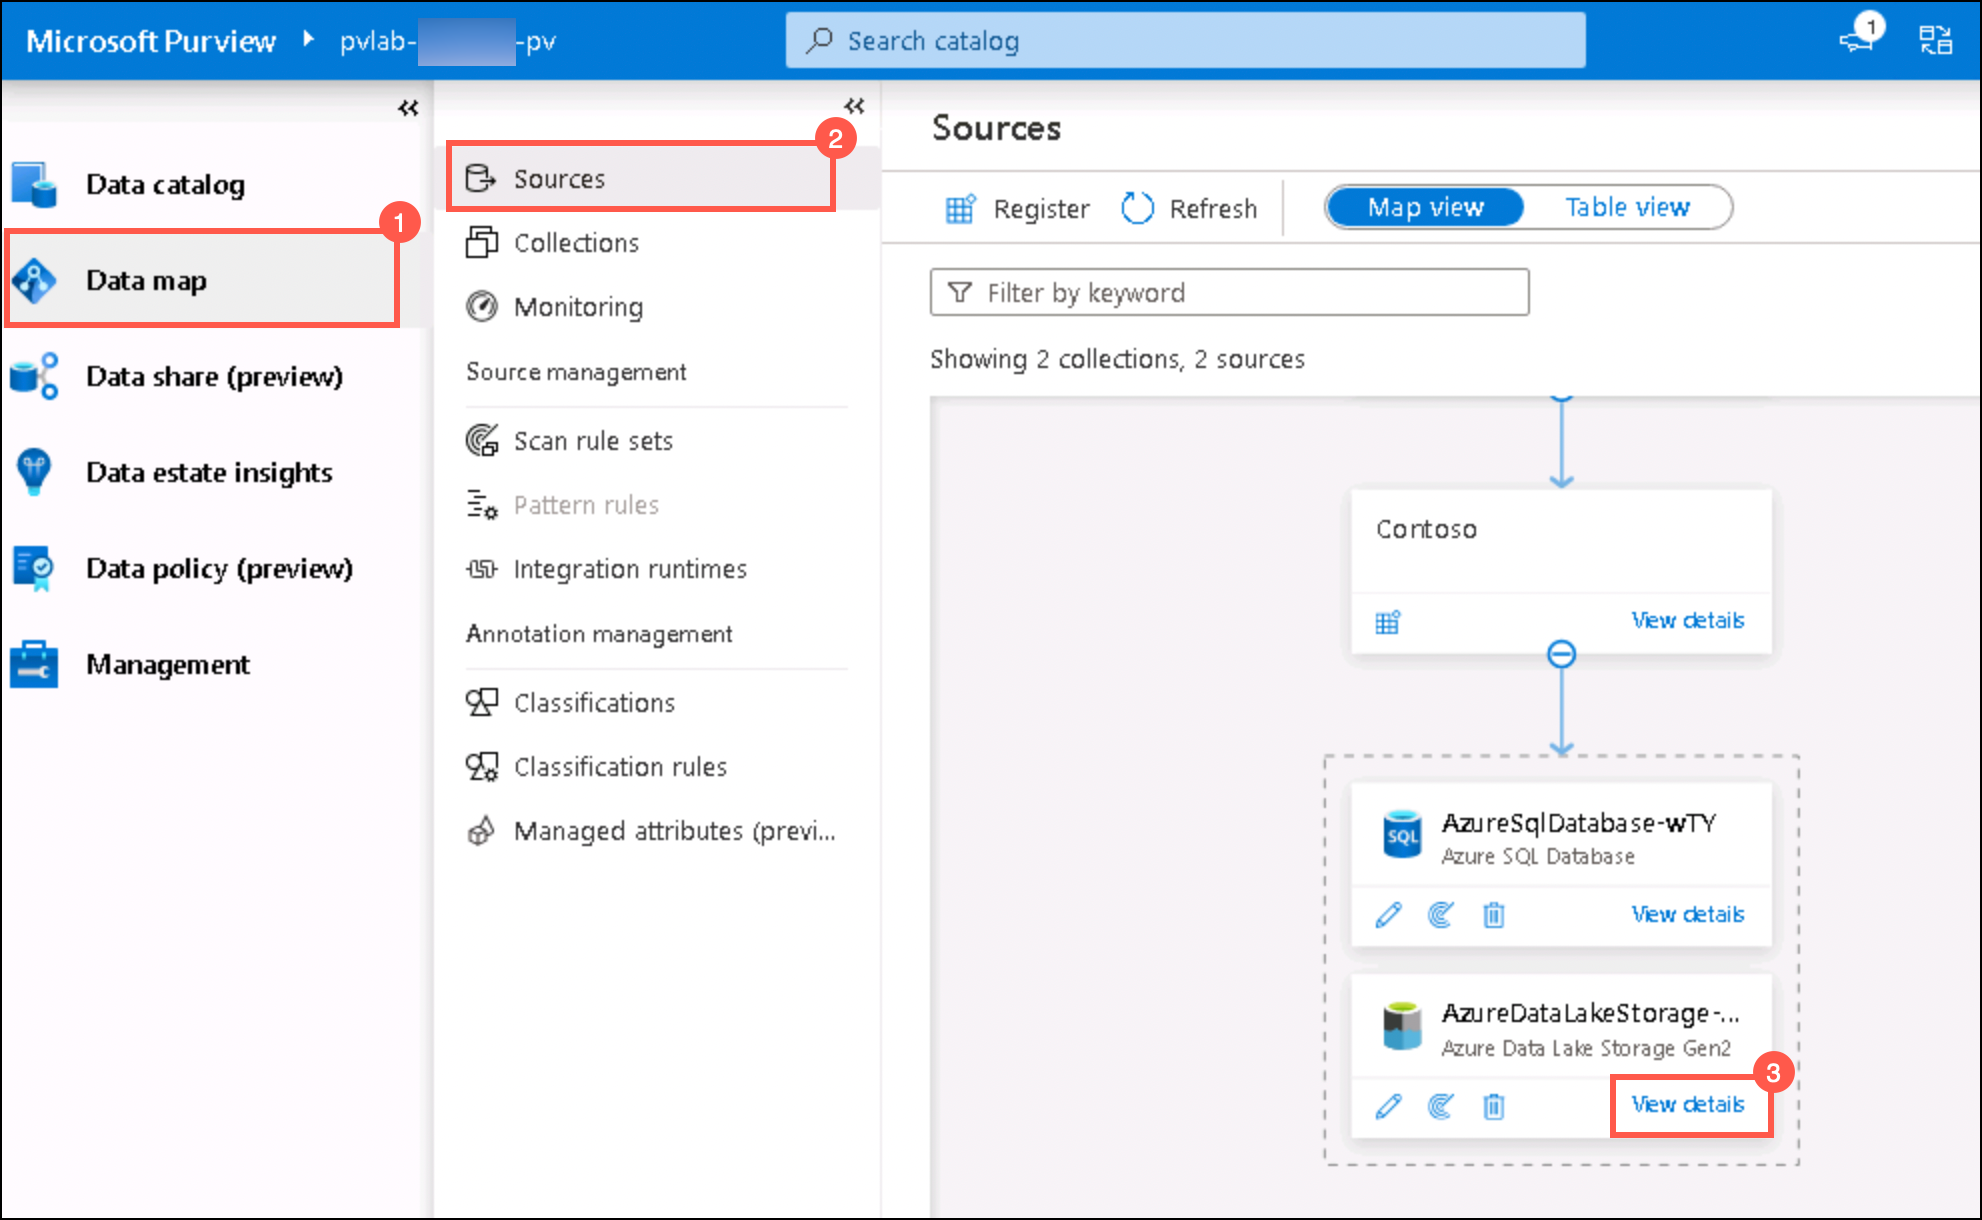 Microsoft Purview pvlab- -pv
Search catalog
1
Data catalog
1
Data map
Data share (preview)
Data estate insights
Data policy (preview)
Management
2
Sources
Collections
Monitoring
Source management
Scan rule sets
Pattern rules
Integration runtimes
Annotation management
Classifications
Classification rules
Managed attributes (previ...
Sources
Register Refresh Map view Table view
Filter by keyword
Showing 2 collections, 2 sources
Contoso
View details
SQL
AzureSqlDatabase-wTY
Azure SQL Database
View details
AzureDataLakeStorage-...
Azure Data Lake Storage Gen2
3
View details